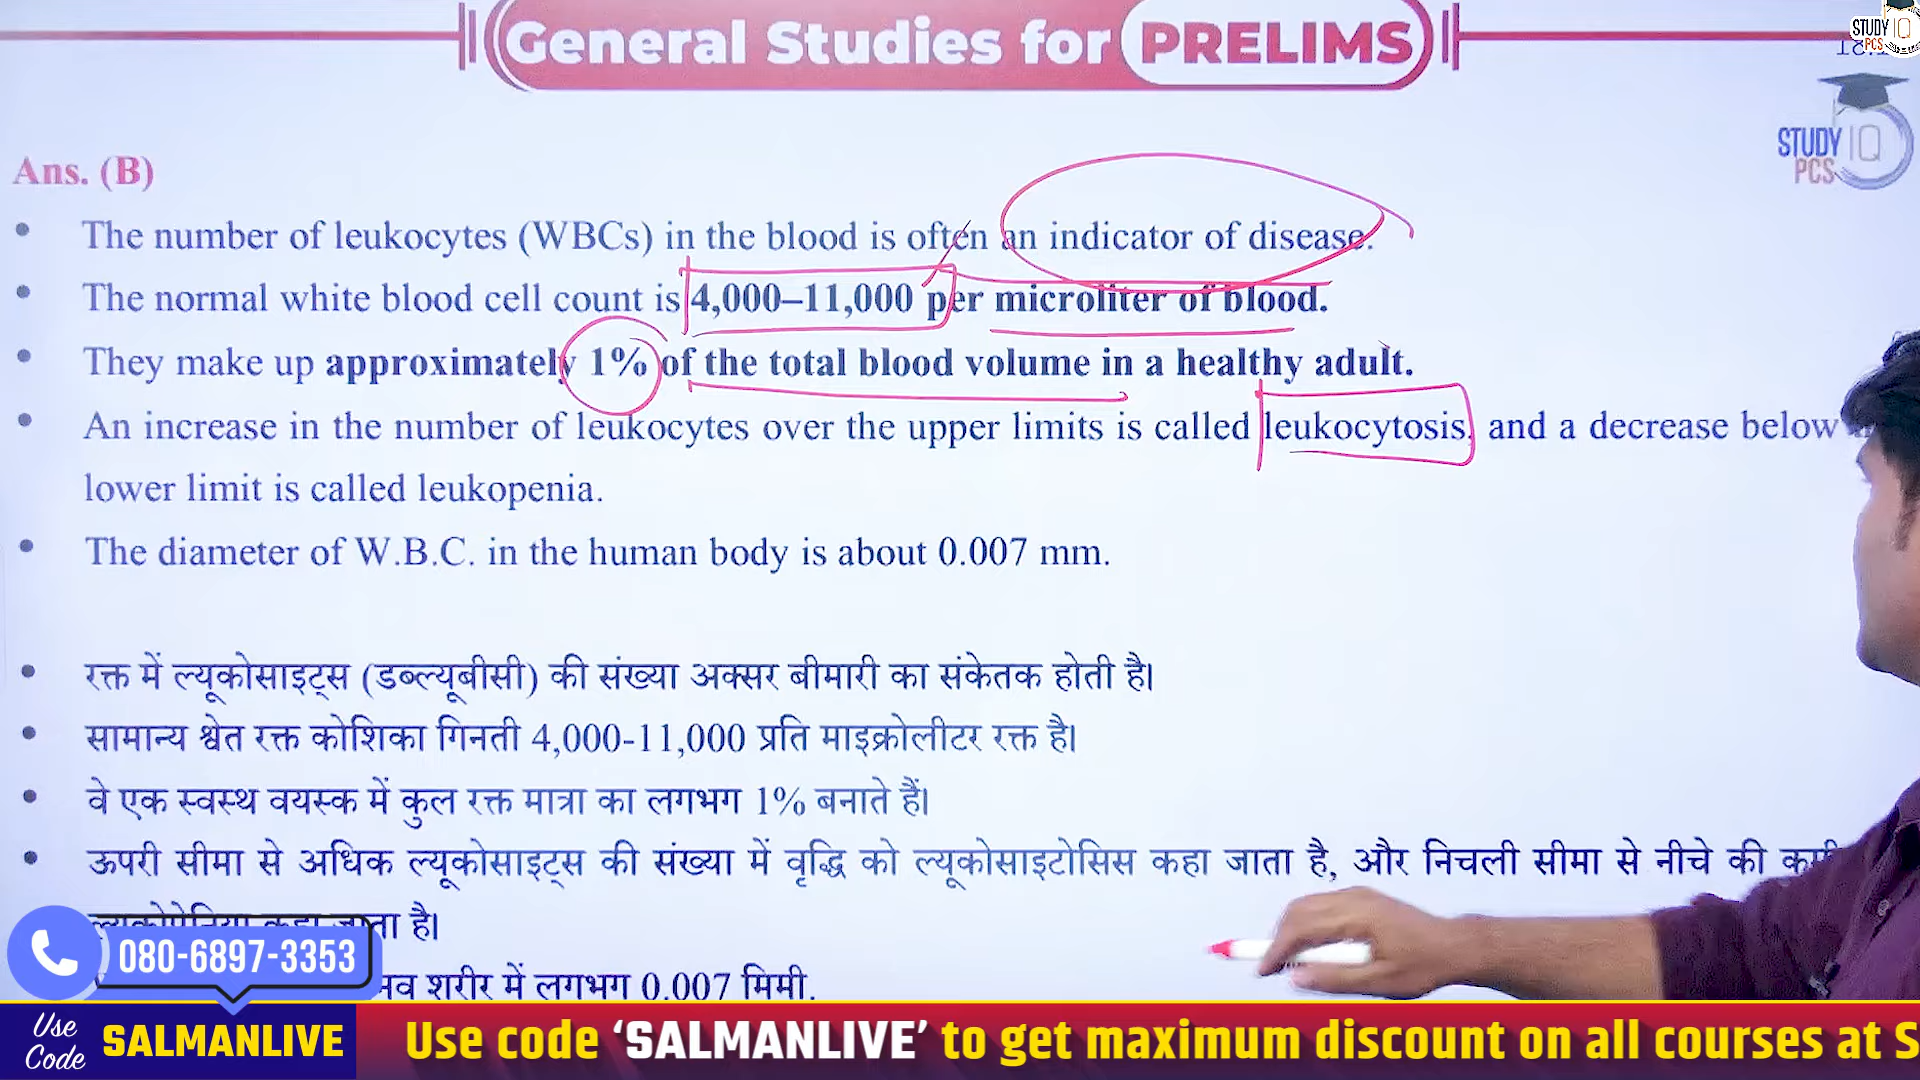 General Studies for PRELIMS
STUDY IQ
PCS
STUDY IQ
PCS
Ans. (B)
• The number of leukocytes (WBCs) in the blood is often an indicator of disease.
• The normal white blood cell count is 4,000–11,000 per microliter of blood.
• They make up approximately 1% of the total blood volume in a healthy adult.
• An increase in the number of leukocytes over the upper limits is called leukocytosis, and a decrease below
lower limit is called leukopenia.
• The diameter of W.B.C. in the human body is about 0.007 mm.
• रक्त में ल्यूकोसाइट्स (डब्ल्यूबीसी) की संख्या अक्सर बीमारी का संकेतक होती है।
• सामान्य श्वेत रक्त कोशिका गिनती 4,000-11,000 प्रति माइक्रोलीटर रक्त है।
• वे एक स्वस्थ वयस्क में कुल रक्त मात्रा का लगभग 1% बनाते हैं।
• ऊपरी सीमा से अधिक ल्यूकोसाइट्स की संख्या में वृद्धि को ल्यूकोसाइटोसिस कहा जाता है, और निचली सीमा से नीचे की
जाता है।
शरीर में लगभग 0.007 मिमी.
080-6897-3353
Use Code SALMANLIVE
Use code ‘SALMANLIVE’ to get maximum discount on all courses at S